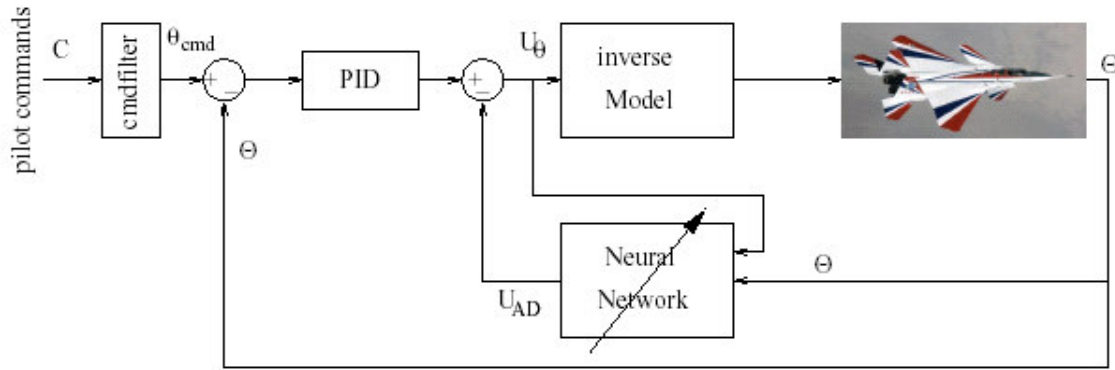 pilot commands
C
cmdfilter
θcmd
+
−
PID
+
−
Uθ
inverse
Model
Θ
Θ
Neural
Network
Θ
UAD